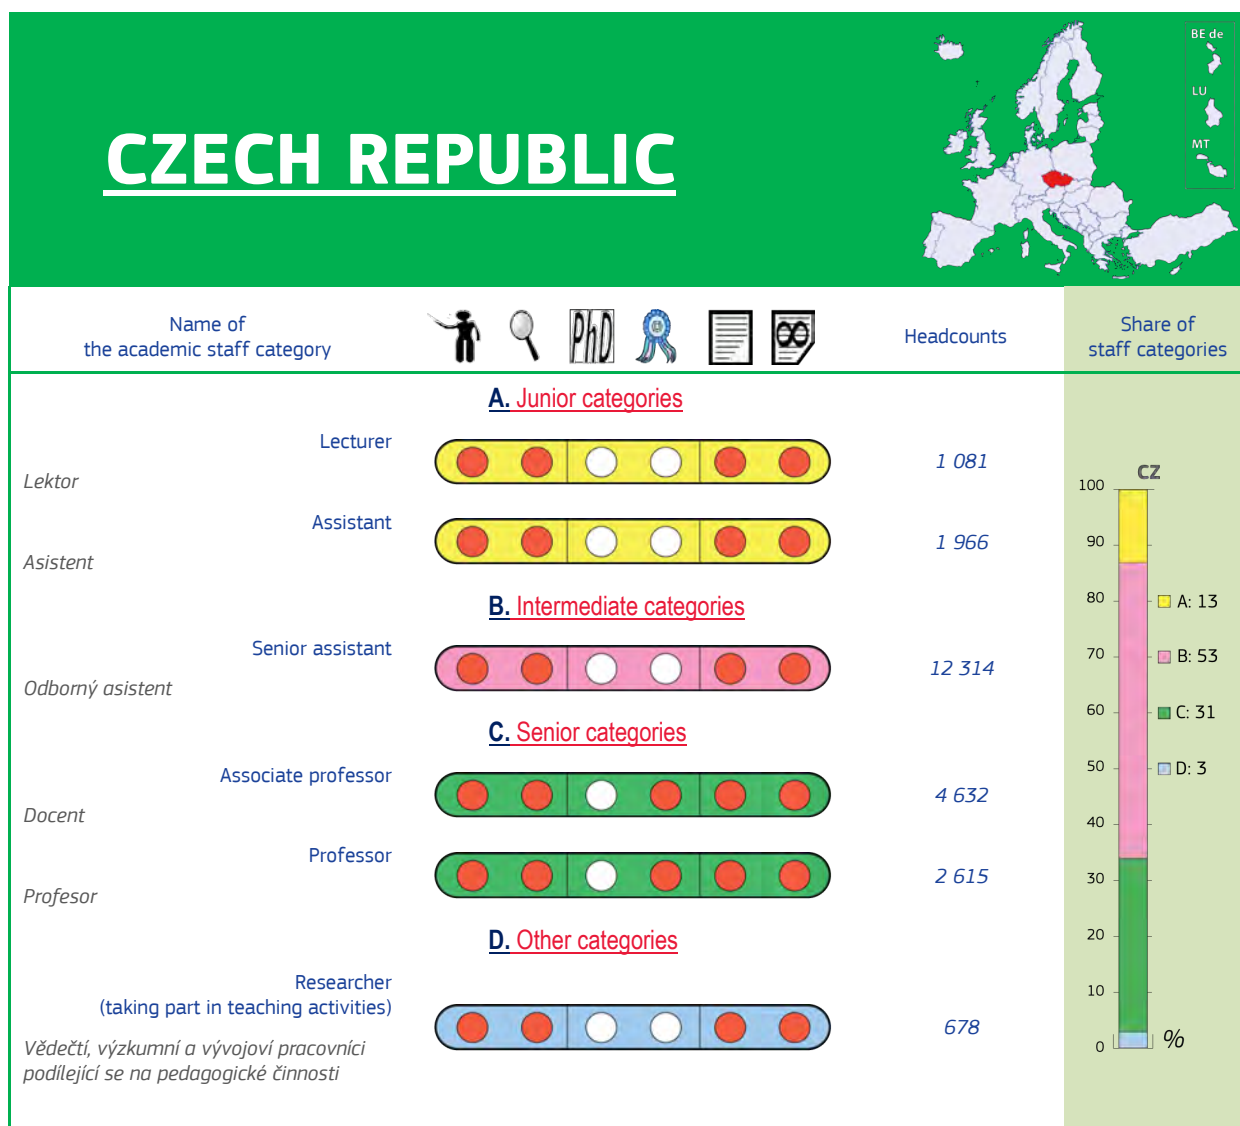 BE de
LU
MT
CZECH REPUBLIC
Name of
the academic staff category
PhD
Headcounts
Share of
staff categories
A. Junior categories
Lecturer
Lektor
1 081
Assistant
Asistent
1 966
B. Intermediate categories
Senior assistant
Odborný asistent
12 314
C. Senior categories
Associate professor
Docent
4 632
Professor
Profesor
2 615
D. Other categories
Researcher
(taking part in teaching activities)
Vědečtí, výzkumní a vývojoví pracovníci
podílející se na pedagogické činnosti
678
CZ
100
90
80
70
60
50
40
30
20
10
0
%
A: 13
B: 53
C: 31
D: 3